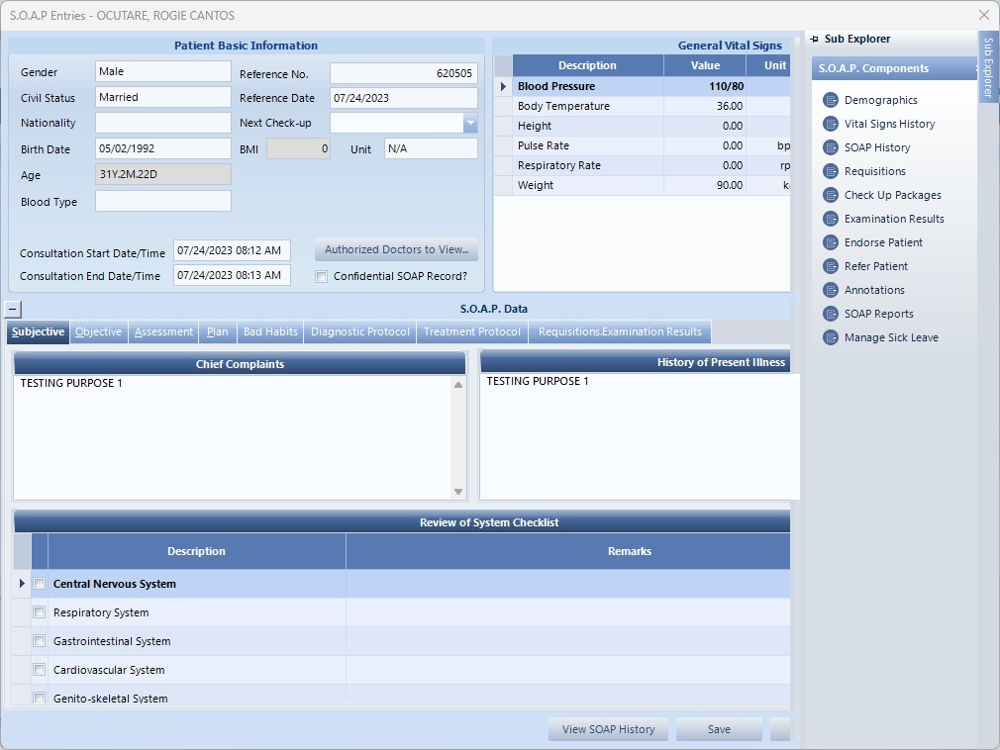 S.O.A.P Entries - OCUTARE, ROGIE CANTOS
Patient Basic Information
Gender Male Reference No. 620505
Civil Status Married Reference Date 07/24/2023
Nationality Next Check-up
Birth Date 05/02/1992 BMI 0 Unit N/A
Age 31Y.2M.22D
Blood Type
Consultation Start Date/Time 07/24/2023 08:12 AM Authorized Doctors to View...
Consultation End Date/Time 07/24/2023 08:13 AM Confidential SOAP Record?
General Vital Signs
Description Value Unit
Blood Pressure 110/80
Body Temperature 36.00
Height 0.00
Pulse Rate 0.00 bp
Respiratory Rate 0.00 rp
Weight 90.00 k
Sub Explorer
S.O.A.P. Components
Demographics
Vital Signs History
SOAP History
Requisitions
Check Up Packages
Examination Results
Endorse Patient
Refer Patient
Annotations
SOAP Reports
Manage Sick Leave
Sub Explorer
S.O.A.P. Data
Subjective Objective Assessment Plan Bad Habits Diagnostic Protocol Treatment Protocol Requisitions.Examination Results
Chief Complaints
TESTING PURPOSE 1
History of Present Illness
TESTING PURPOSE 1
Review of System Checklist
Description Remarks
Central Nervous System
Respiratory System
Gastrointestinal System
Cardiovascular System
Genito-skeletal System
View SOAP History Save